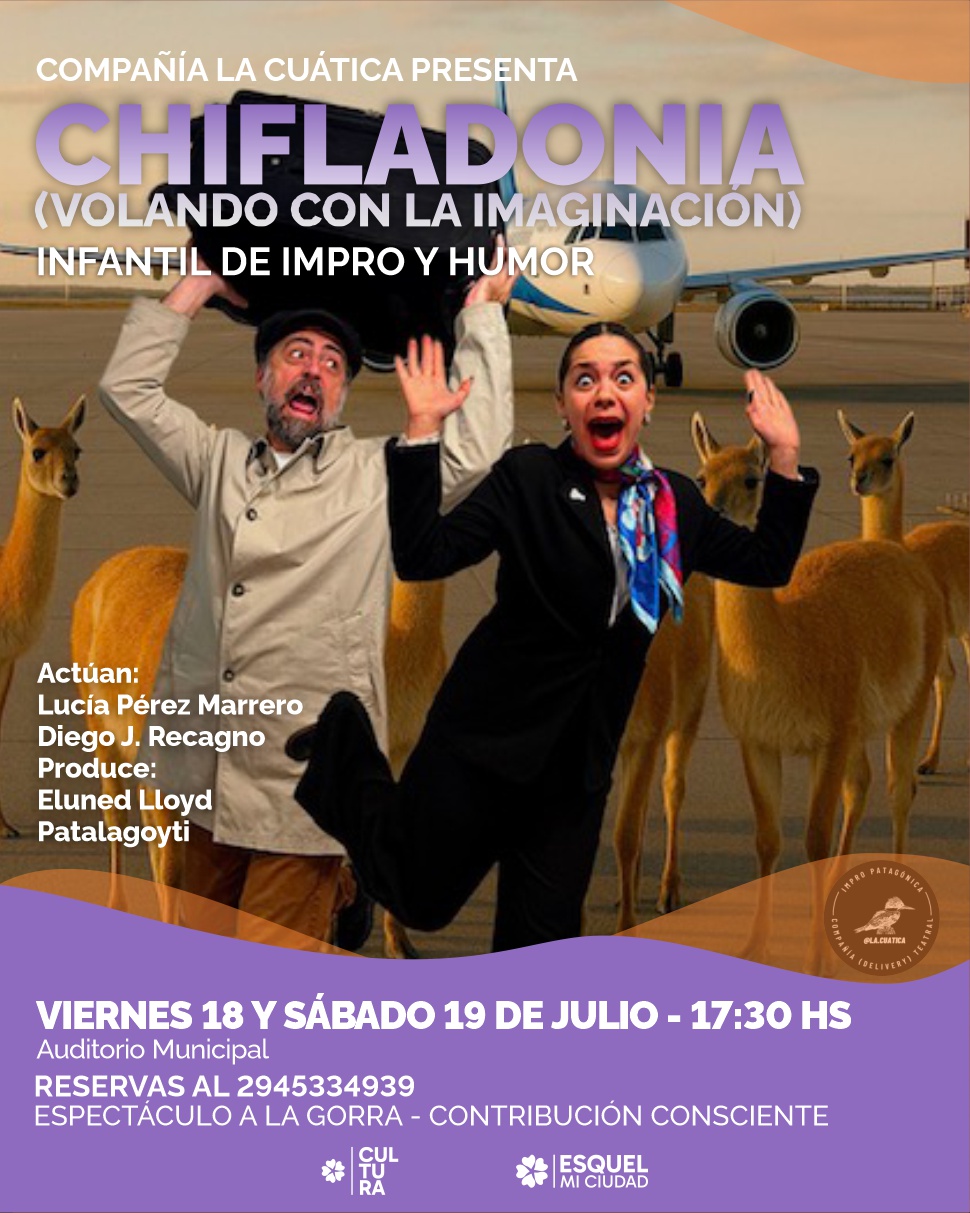 COMPAÑÍA LA CUÁTICA PRESENTA
CHIFLADONIA
(VOLANDO CON LA IMAGINACIÓN)
INFANTIL DE IMPRO Y HUMOR
Actúan:
Lucía Pérez Marrero
Diego J. Recagno
Produce:
Eluned Lloyd
Patalagoyti
IMPRO PATAGÓNICA
@LA.CUATICA
COMPAÑÍA (DELIVERY) TEATRAL
VIERNES 18 Y SÁBADO 19 DE JULIO - 17:30 HS
Auditorio Municipal
RESERVAS AL 2945334939
ESPECTÁCULO A LA GORRA - CONTRIBUCIÓN CONSCIENTE
CUL
TU
RA
ESQUEL
MI CIUDAD